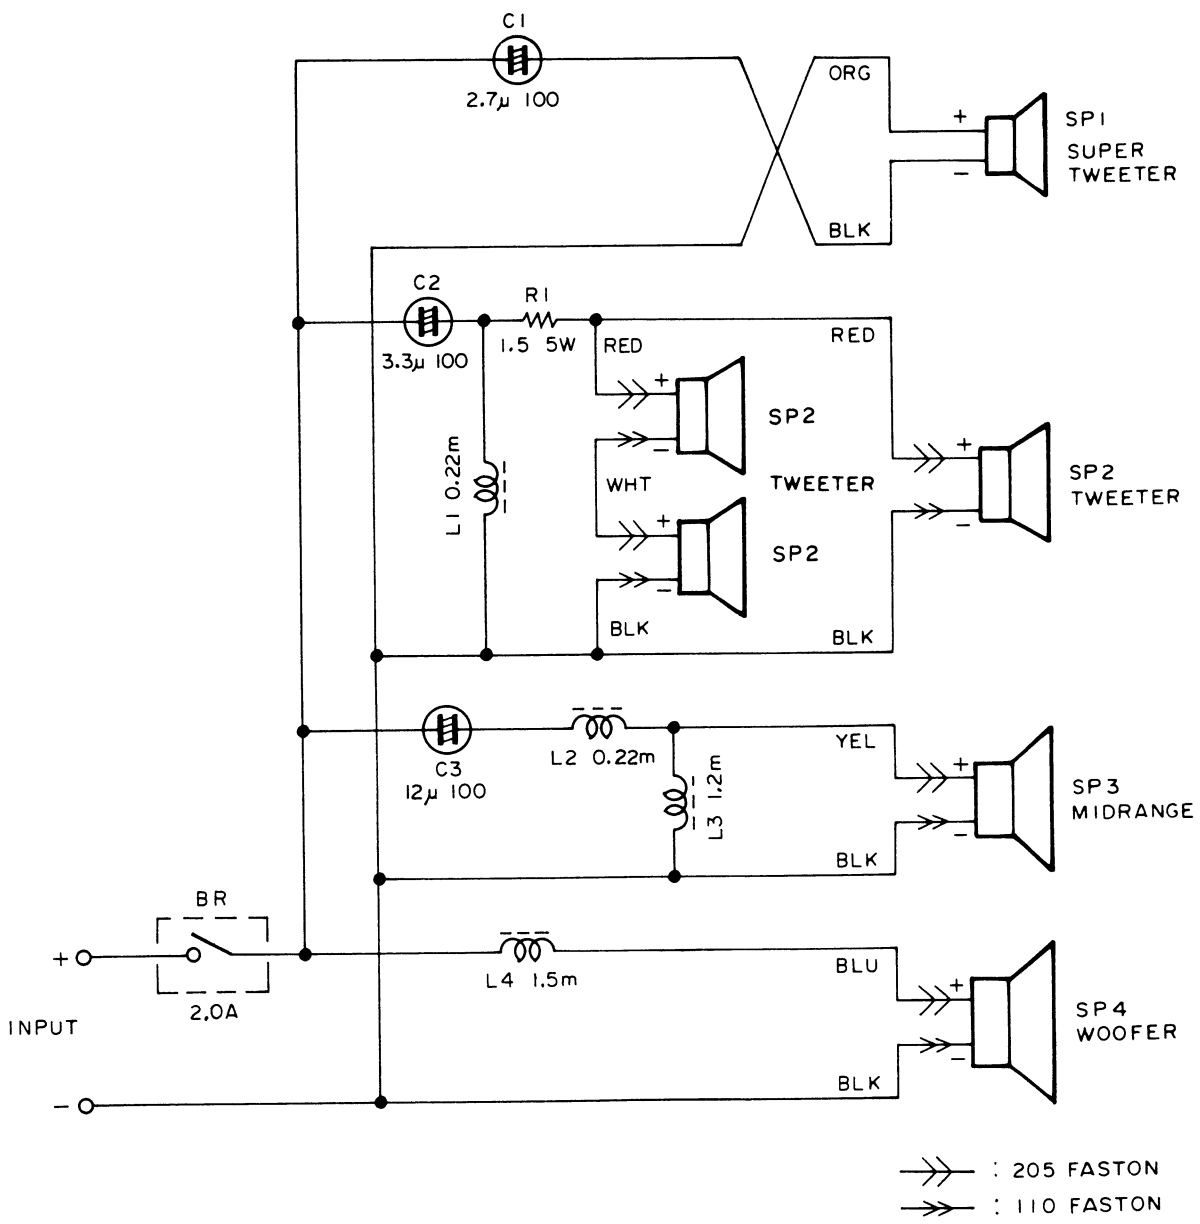 C1
2.7μ 100
ORG
+
SP1
SUPER
TWEETER
−
BLK
C2
3.3μ 100
R1
1.5 5W
RED
RED
+
SP2
−
L1 0.22m
WHT
TWEETER
+
SP2
−
BLK
+
SP2
TWEETER
−
BLK
C3
12μ 100
L2 0.22m
L3 1.2m
YEL
+
SP3
MIDRANGE
−
BLK
BR
+
2.0A
INPUT
−
L4 1.5m
BLU
+
SP4
WOOFER
−
BLK
: 205 FASTON
: 110 FASTON